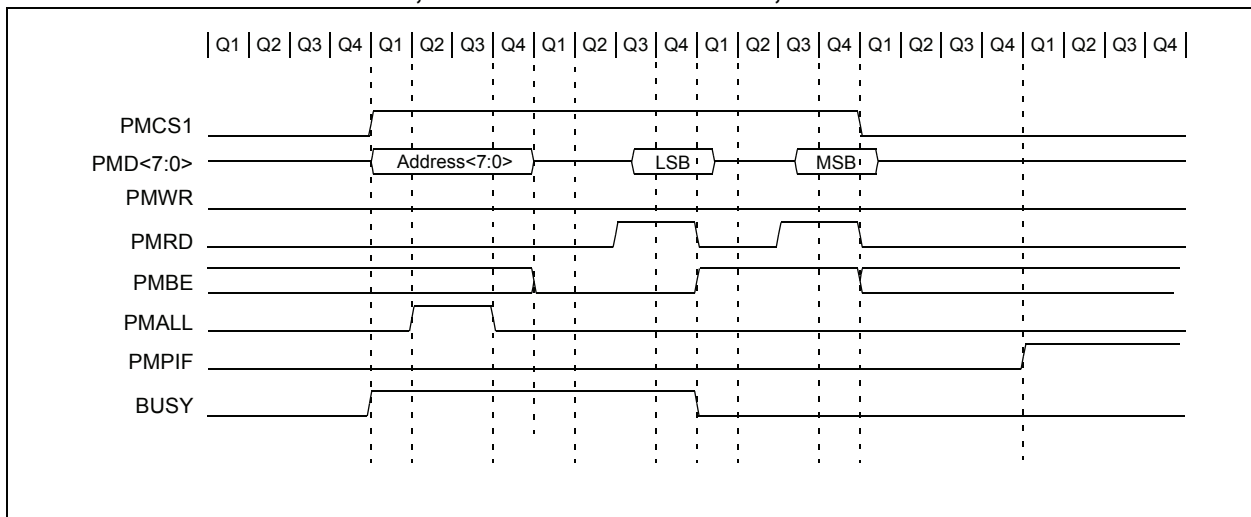 Q1 Q2 Q3 Q4 Q1 Q2 Q3 Q4 Q1 Q2 Q3 Q4 Q1 Q2 Q3 Q4 Q1 Q2 Q3 Q4 Q1 Q2 Q3 Q4
PMCS1
PMD<7:0> Address<7:0> LSB MSB
PMWR
PMRD
PMBE
PMALL
PMPIF
BUSY